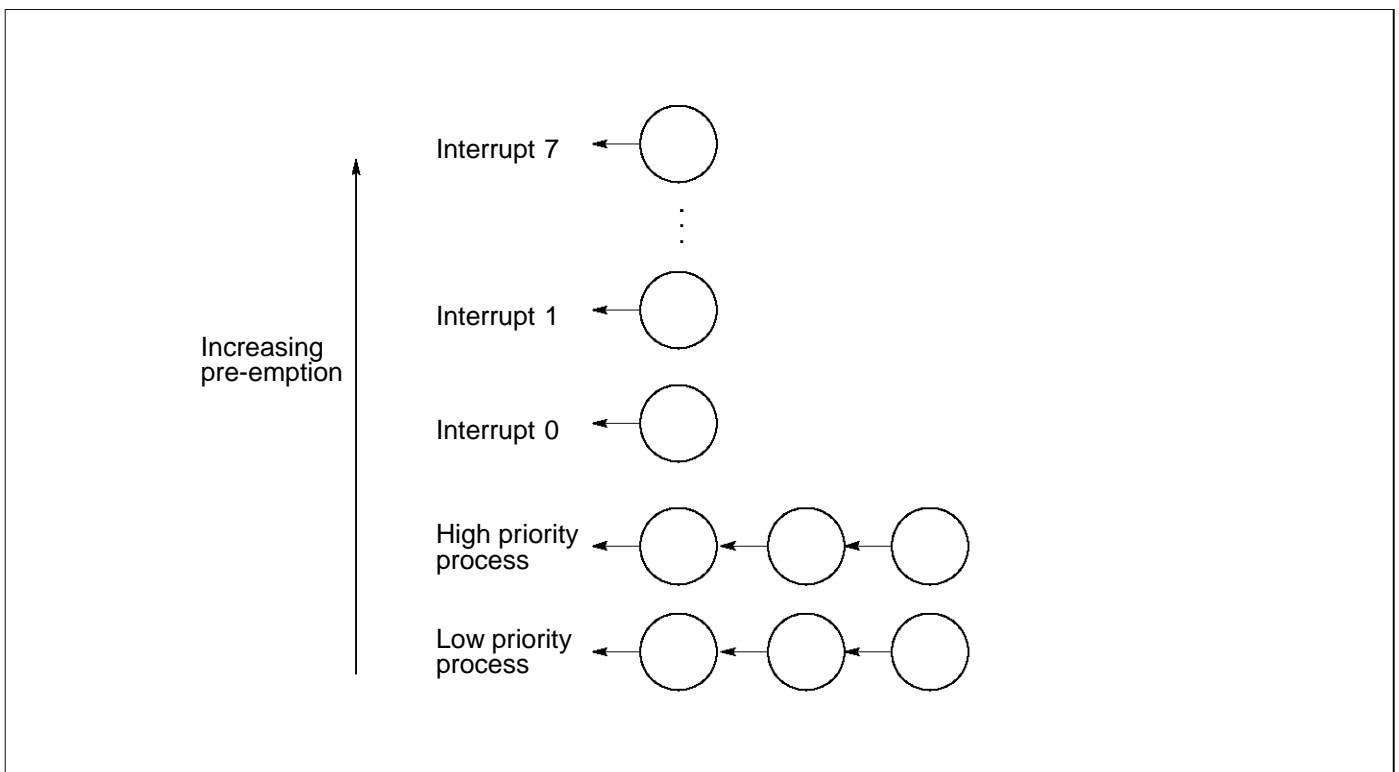 Interrupt 7
Interrupt 1
Increasing
pre-emption
Interrupt 0
High priority
process
Low priority
process